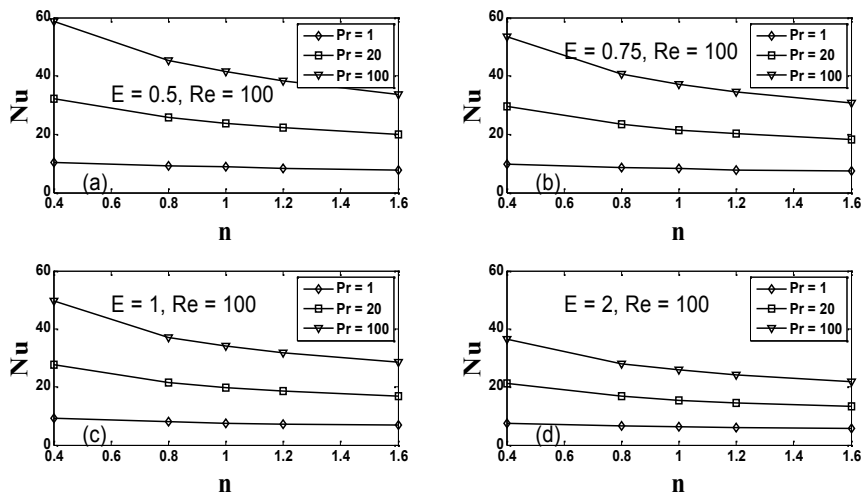 60
40
20
0
Nu
Pr = 1
Pr = 20
Pr = 100
E = 0.5, Re = 100
(a)
0.4 0.6 0.8 1 1.2 1.4 1.6
n
60
40
20
0
Nu
Pr = 1
Pr = 20
Pr = 100
E = 0.75, Re = 100
(b)
0.4 0.6 0.8 1 1.2 1.4 1.6
n
60
40
20
0
Nu
Pr = 1
Pr = 20
Pr = 100
E = 1, Re = 100
(c)
0.4 0.6 0.8 1 1.2 1.4 1.6
n
60
40
20
0
Nu
Pr = 1
Pr = 20
Pr = 100
E = 2, Re = 100
(d)
0.4 0.6 0.8 1 1.2 1.4 1.6
n